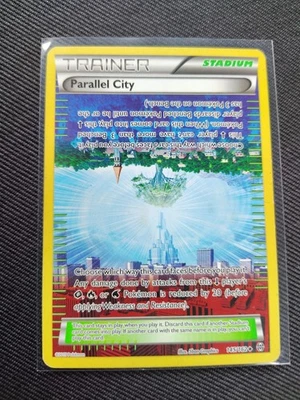 TRAINER
STADIUM
Parallel City
Choose which way this card faces before you play it.
This ↓ player can't have more than 3 Benched
Pokémon. (When this card comes into play, this ↓
player discards Benched Pokémon until he or she
has 3 Pokémon on the Bench.)
Choose which way this card faces before you play it.
Any damage done by attacks from this ↓ player's
Pokémon is reduced by 20 (before
applying Weakness and Resistance).
This card stays in play when you play it. Discard this card if another Stadium
card comes into play. If another card with the same name is in play, you can't
play this card.
145/162